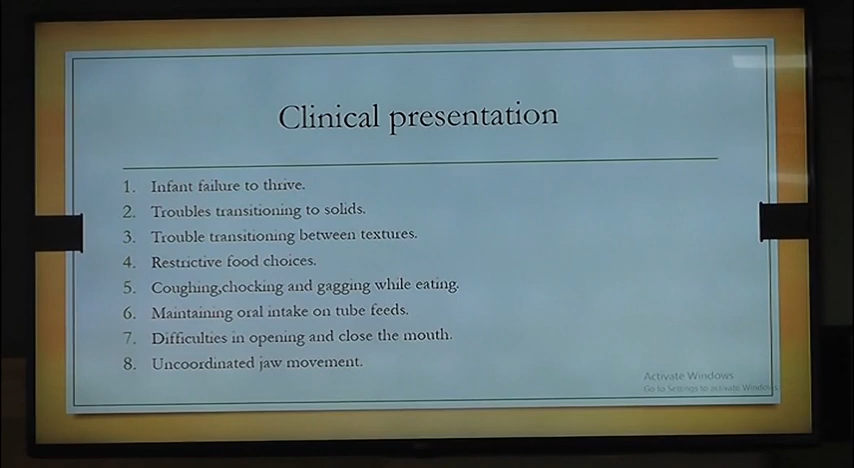 Clinical presentation
1. Infant failure to thrive.
2. Troubles transitioning to solids.
3. Trouble transitioning between textures.
4. Restrictive food choices.
5. Coughing,chocking and gagging while eating.
6. Maintaining oral intake on tube feeds.
7. Difficulties in opening and close the mouth.
8. Uncoordinated jaw movement.
Activate Windows
Go to Settings to activate Windows